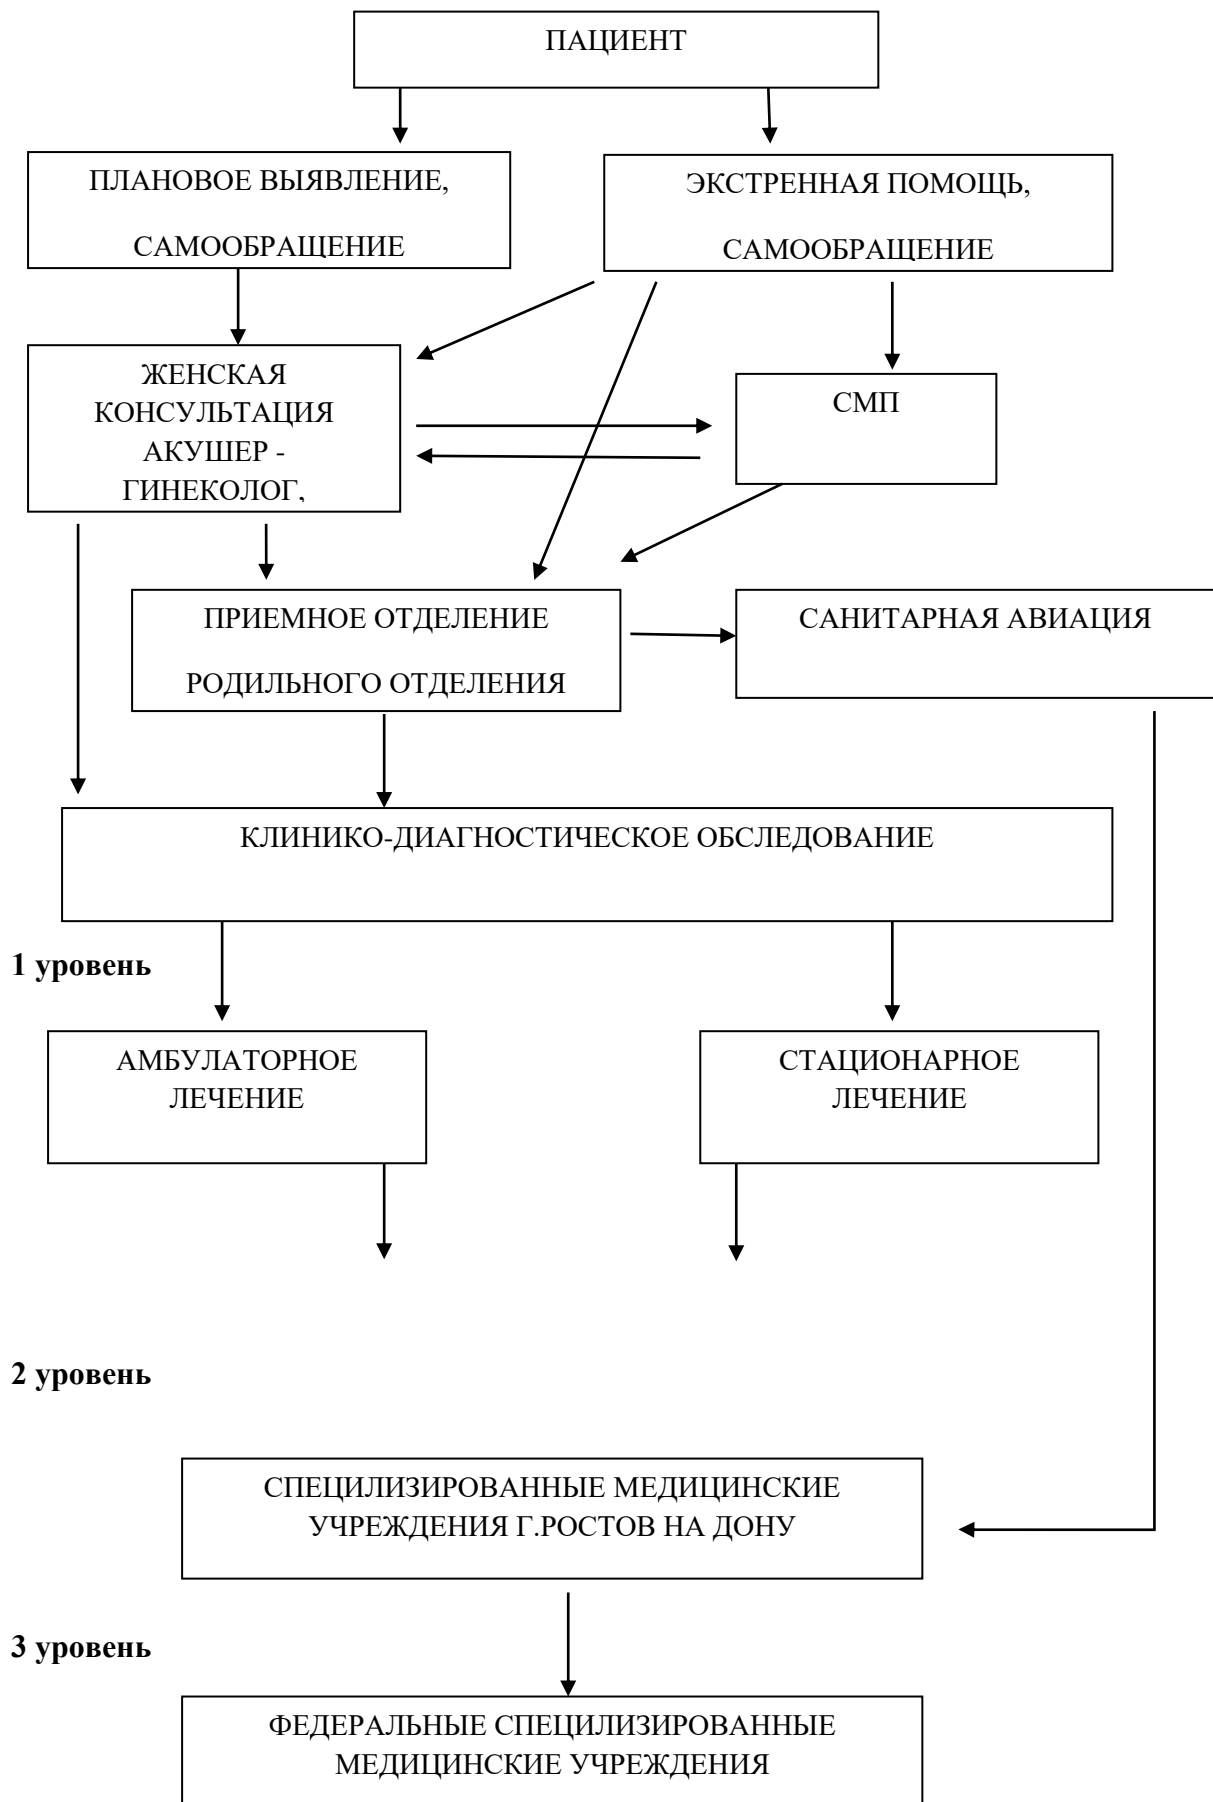 ПАЦИЕНТ
ПЛАНОВОЕ ВЫЯВЛЕНИЕ,
САМООБРАЩЕНИЕ
ЭКСТРЕННАЯ ПОМОЩЬ,
САМООБРАЩЕНИЕ
ЖЕНСКАЯ
КОНСУЛЬТАЦИЯ
АКУШЕР -
ГИНЕКОЛОГ,
СМП
ПРИЕМНОЕ ОТДЕЛЕНИЕ
РОДИЛЬНОГО ОТДЕЛЕНИЯ
САНИТАРНАЯ АВИАЦИЯ
КЛИНИКО-ДИАГНОСТИЧЕСКОЕ ОБСЛЕДОВАНИЕ
1 уровень
АМБУЛАТОРНОЕ
ЛЕЧЕНИЕ
СТАЦИОНАРНОЕ
ЛЕЧЕНИЕ
2 уровень
СПЕЦИЛИЗИРОВАННЫЕ МЕДИЦИНСКИЕ
УЧРЕЖДЕНИЯ Г.РОСТОВ НА ДОНУ
3 уровень
ФЕДЕРАЛЬНЫЕ СПЕЦИЛИЗИРОВАННЫЕ
МЕДИЦИНСКИЕ УЧРЕЖДЕНИЯ